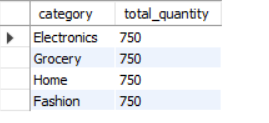 category total_quantity
Electronics 750
Grocery 750
Home 750
Fashion 750